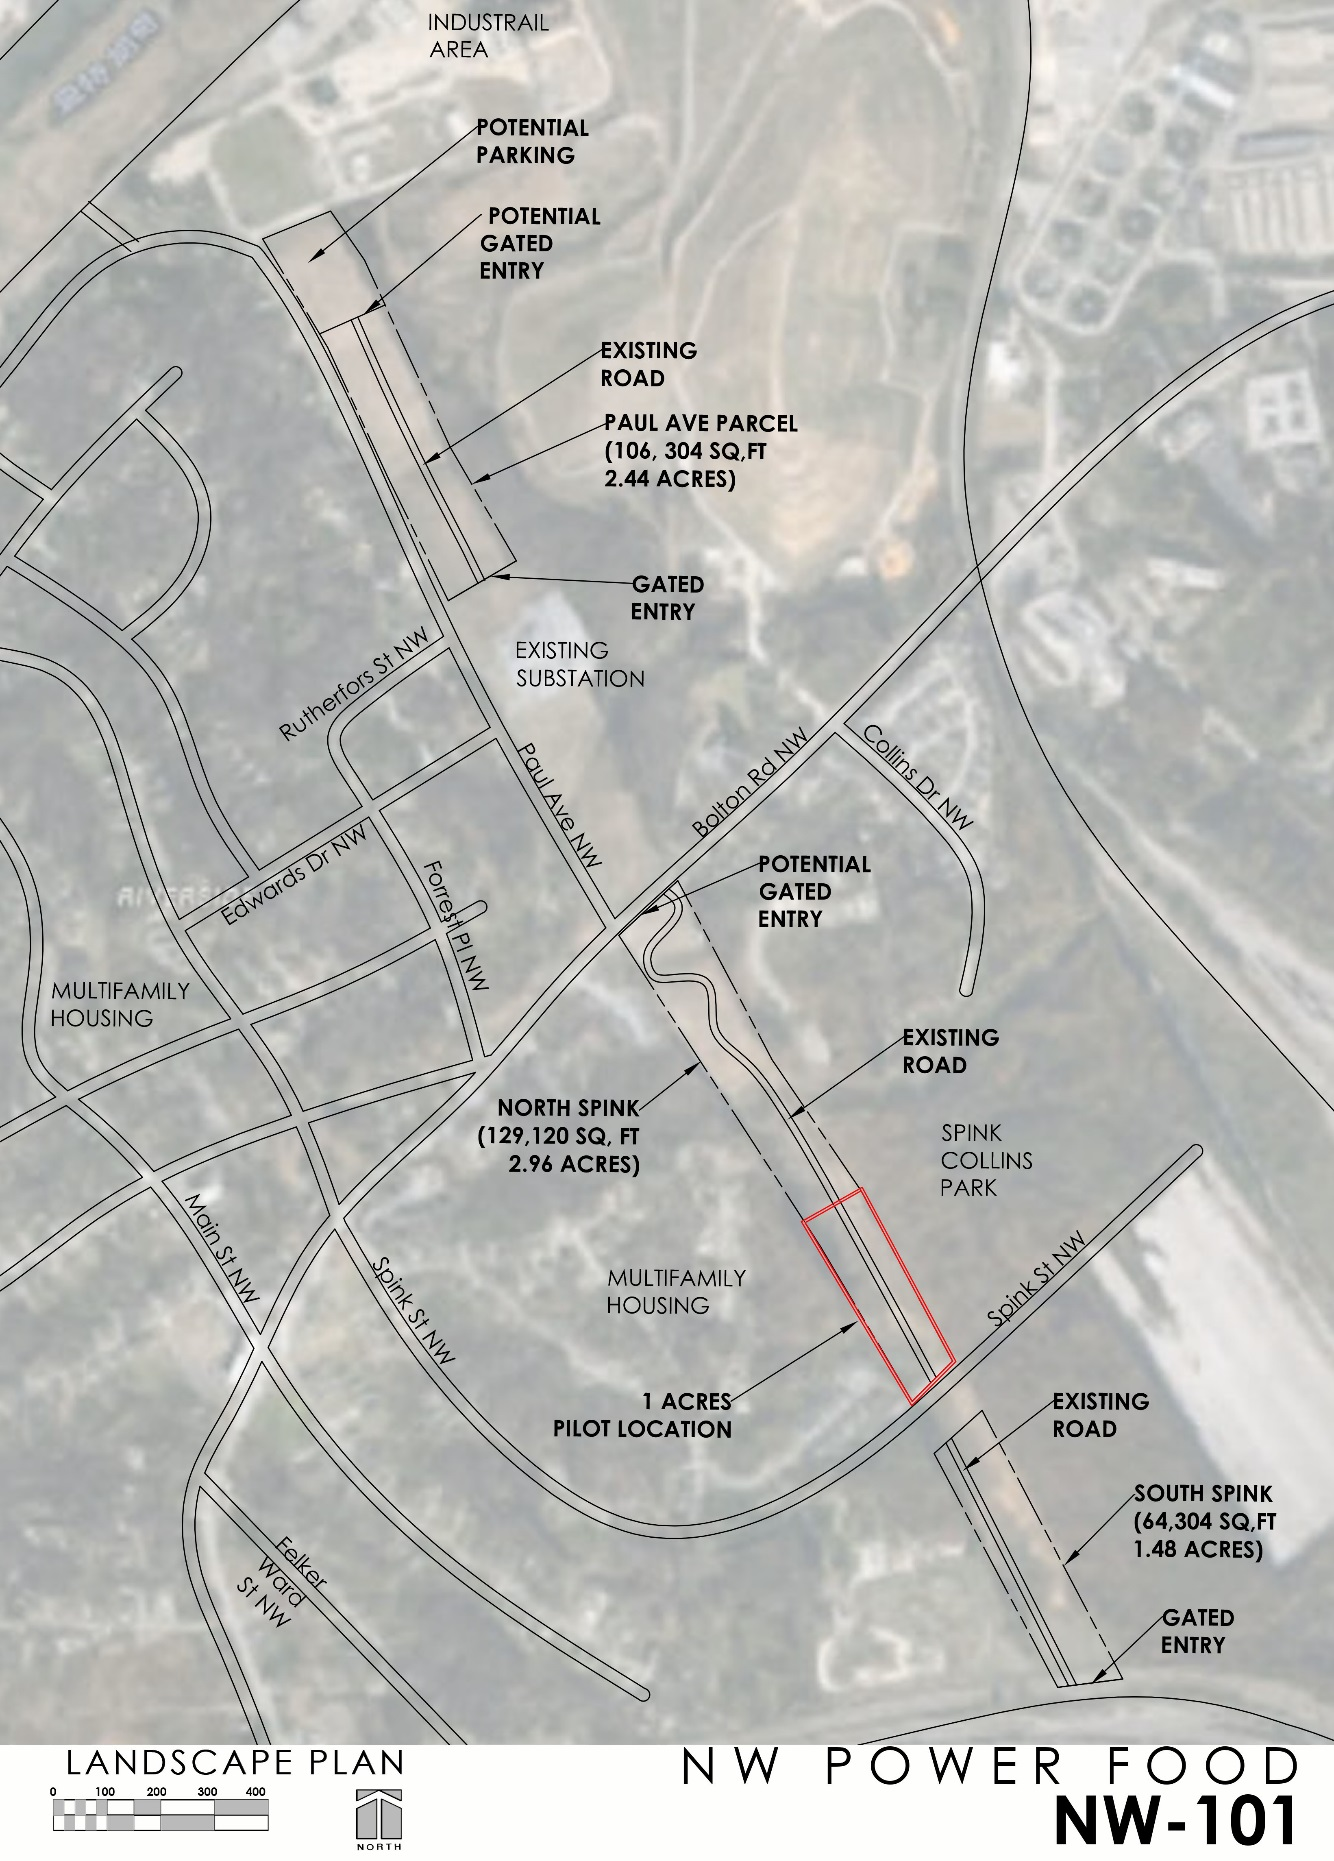 INDUSTRAIL
AREA
POTENTIAL
PARKING
POTENTIAL
GATED
ENTRY
EXISTING
ROAD
PAUL AVE PARCEL
(106, 304 SQ,FT
2.44 ACRES)
GATED
ENTRY
EXISTING
SUBSTATION
Rutherfors St NW
Paul Ave NW
Bolton Rd NW
Collins Dr NW
Edwards Dr NW
Forrest Pl NW
POTENTIAL
GATED
ENTRY
MULTIFAMILY
HOUSING
EXISTING
ROAD
NORTH SPINK
(129,120 SQ, FT
2.96 ACRES)
SPINK
COLLINS
PARK
Main St NW
Spink St NW
MULTIFAMILY
HOUSING
Spink St NW
1 ACRES
PILOT LOCATION
EXISTING
ROAD
SOUTH SPINK
(64,304 SQ,FT
1.48 ACRES)
Felker
Ward
St NW
GATED
ENTRY
LANDSCAPE PLAN
0 100 200 300 400
NORTH
NW POWER FOOD
NW-101